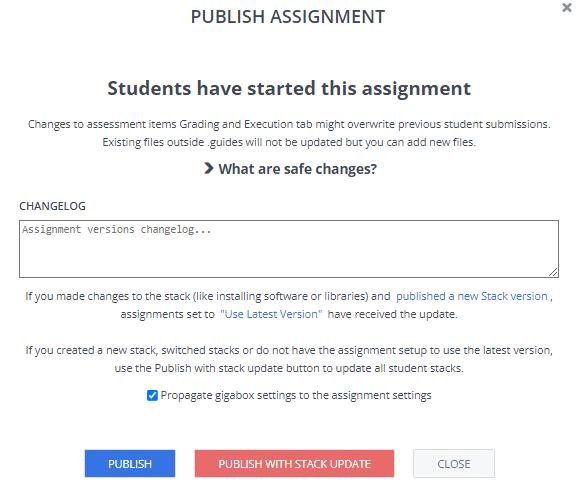 PUBLISH ASSIGNMENT
Students have started this assignment
Changes to assessment items Grading and Execution tab might overwrite previous student submissions.
Existing files outside .guides will not be updated but you can add new files.
What are safe changes?
CHANGELOG
Assignment versions changelog...
If you made changes to the stack (like installing software or libraries) and published a new Stack version ,
assignments set to "Use Latest Version" have received the update.
If you created a new stack, switched stacks or do not have the assignment setup to use the latest version,
use the Publish with stack update button to update all student stacks.
Propagate gigabox settings to the assignment settings
PUBLISH
PUBLISH WITH STACK UPDATE
CLOSE